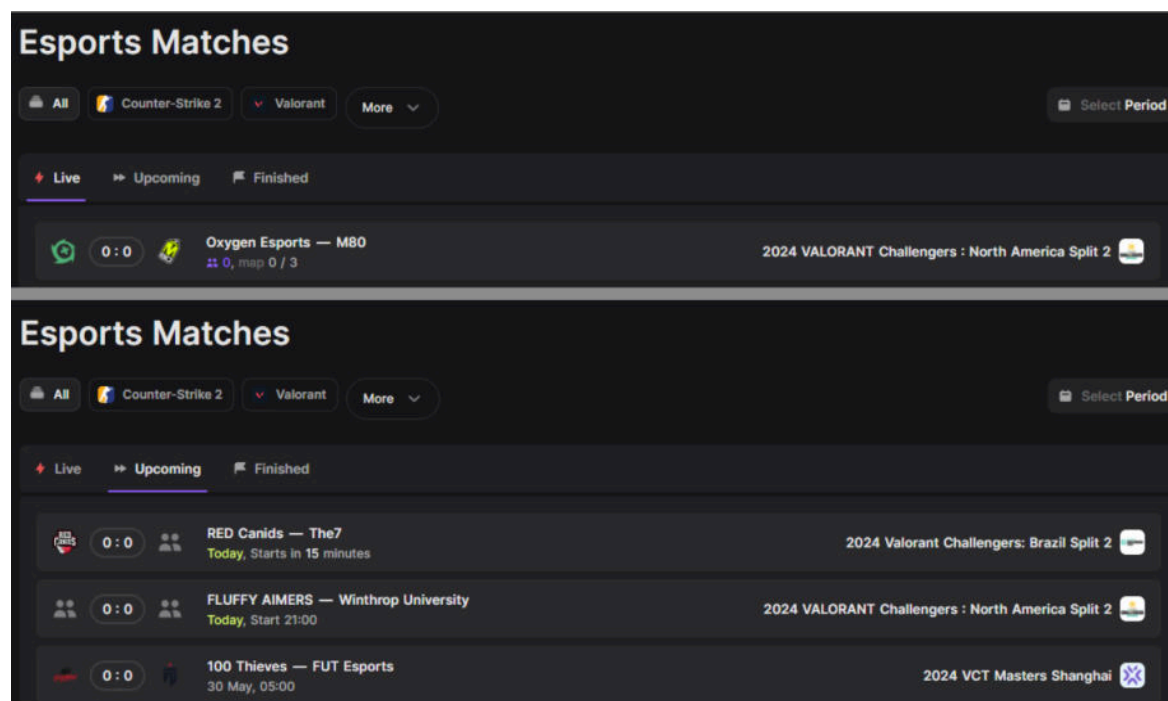 Esports Matches
All
Counter-Strike 2
Valorant
More
Select Period
Live
Upcoming
Finished
0 : 0
Oxygen Esports — M80
0, map 0 / 3
2024 VALORANT Challengers : North America Split 2
Esports Matches
All
Counter-Strike 2
Valorant
More
Select Period
Live
Upcoming
Finished
RED CANIDS
0 : 0
RED Canids — The7
Today, Starts in 15 minutes
2024 Valorant Challengers: Brazil Split 2
0 : 0
FLUFFY AIMERS — Winthrop University
Today, Start 21:00
2024 VALORANT Challengers : North America Split 2
0 : 0
100 Thieves — FUT Esports
30 May, 05:00
2024 VCT Masters Shanghai